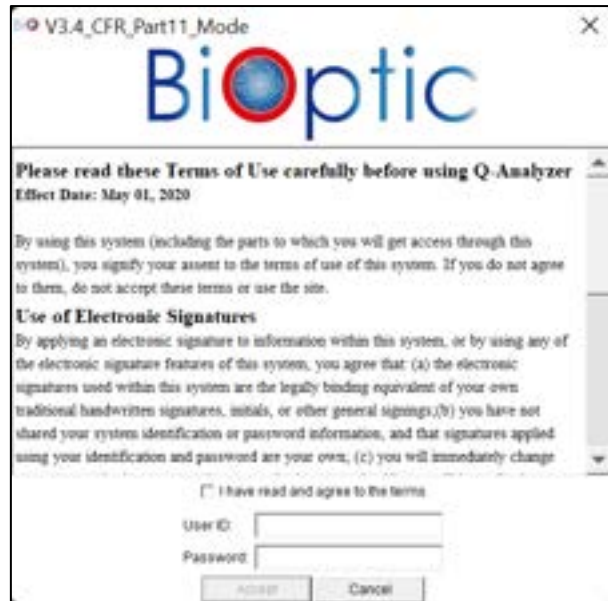 V3.4_CFR_Part11_Mode
BiOptic
Please read these Terms of Use carefully before using Q-Analyzer
Effect Date: May 01, 2020
By using this system (including the parts to which you will get access through this
system), you signify your assent to the terms of use of this system. If you do not agree
to them, do not accept these terms or use the site.
Use of Electronic Signatures
By applying an electronic signature to information within this system, or by using any of
the electronic signature features of this system, you agree that: (a) the electronic
signatures used within this system are the legally binding equivalent of your own
traditional handwritten signatures, initials, or other general signings;(b) you have not
shared your system identification or password information, and that signatures applied
using your identification and password are your own, (c) you will immediately change
I have read and agree to the terms
User ID:
Password:
Accept
Cancel